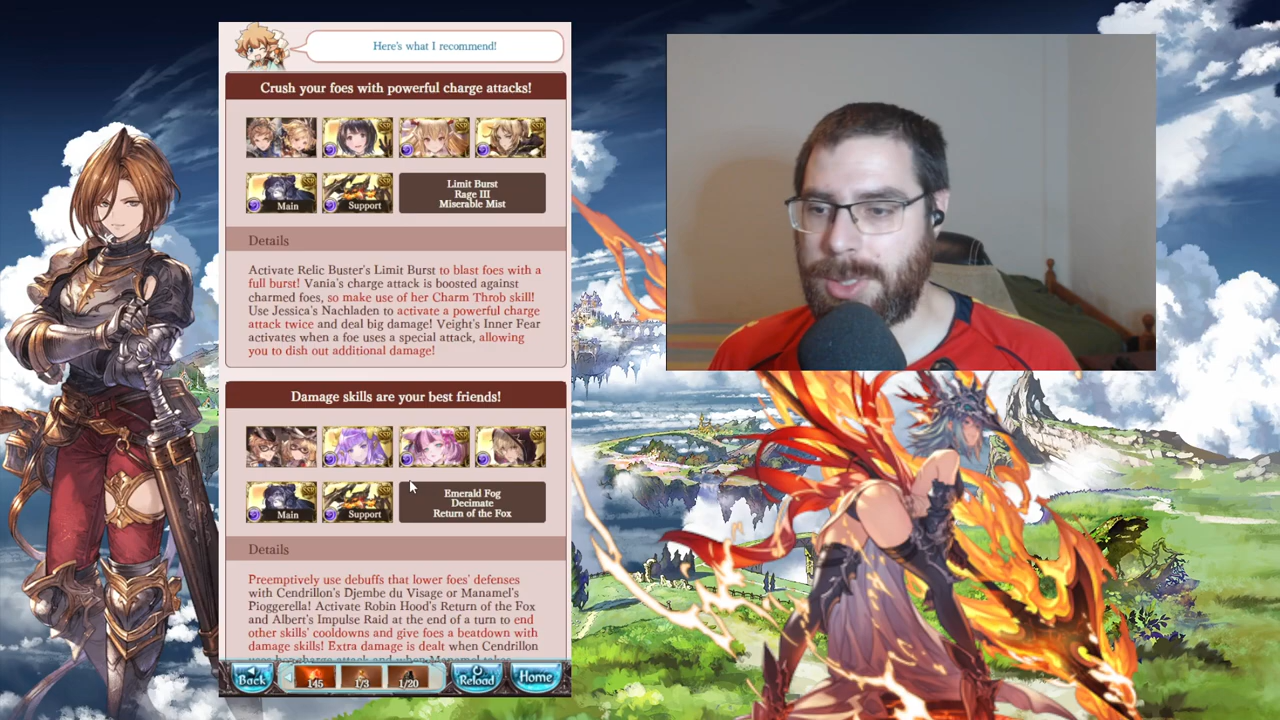 Here's what I recommend!
Crush your foes with powerful charge attacks!
Main
Support
Limit Burst
Rage III
Miserable Mist
Details
Activate Relic Buster's Limit Burst to blast foes with a
full burst! Vania's charge attack is boosted against
charmed foes, so make use of her Charm Throb skill!
Use Jessica's Nachladen to activate a powerful charge
attack twice and deal big damage! Veight's Inner Fear
activates when a foe uses a special attack, allowing
you to dish out additional damage!
Damage skills are your best friends!
Main
Support
Emerald Fog
Decimate
Return of the Fox
Details
Preemptively use debuffs that lower foes' defenses
with Cendrillon's Djembe du Visage or Manamel's
Pioggerella! Activate Robin Hood's Return of the Fox
and Albert's Impulse Raid at the end of a turn to end
other skills' cooldowns and give foes a beatdown with
damage skills! Extra damage is dealt when Cendrillon
Back
145
1/3
1/20
Reload
Home